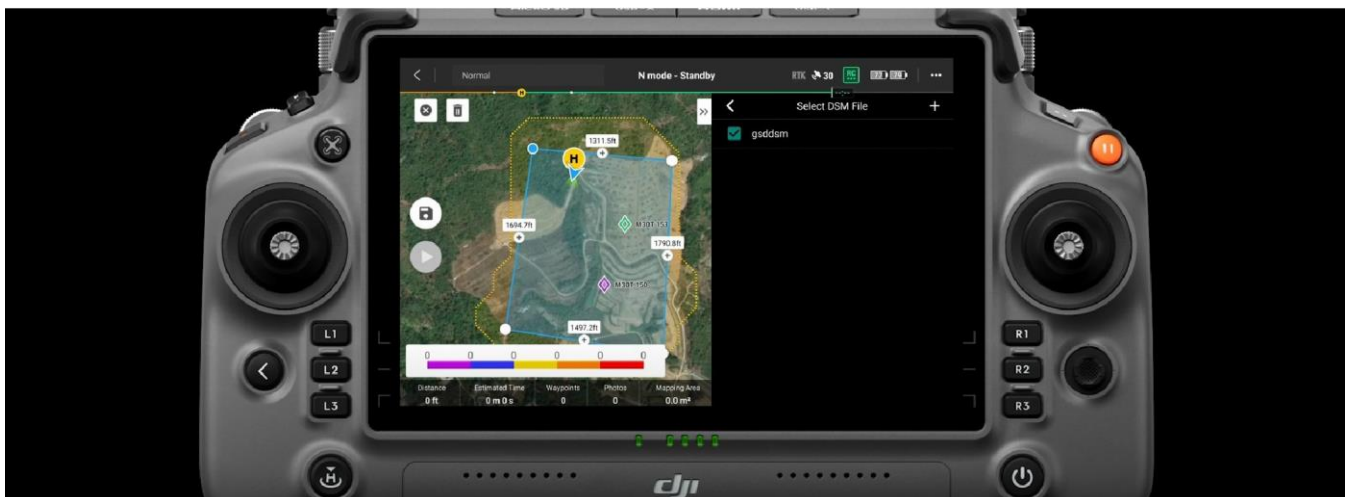 Normal
N mode - Standby
RTK 30
Select DSM File
gsddsm
1311.5ft
H
M30T-153
1694.7ft
1790.8ft
M30T-150
1497.2ft
0 0 0 0 0 0
Distance Estimated Time Waypoints Photos Mapping Area
0 ft 0 m 0 s 0 0 0.0 m²
L1
L2
L3
R1
R2
R3
H
dji